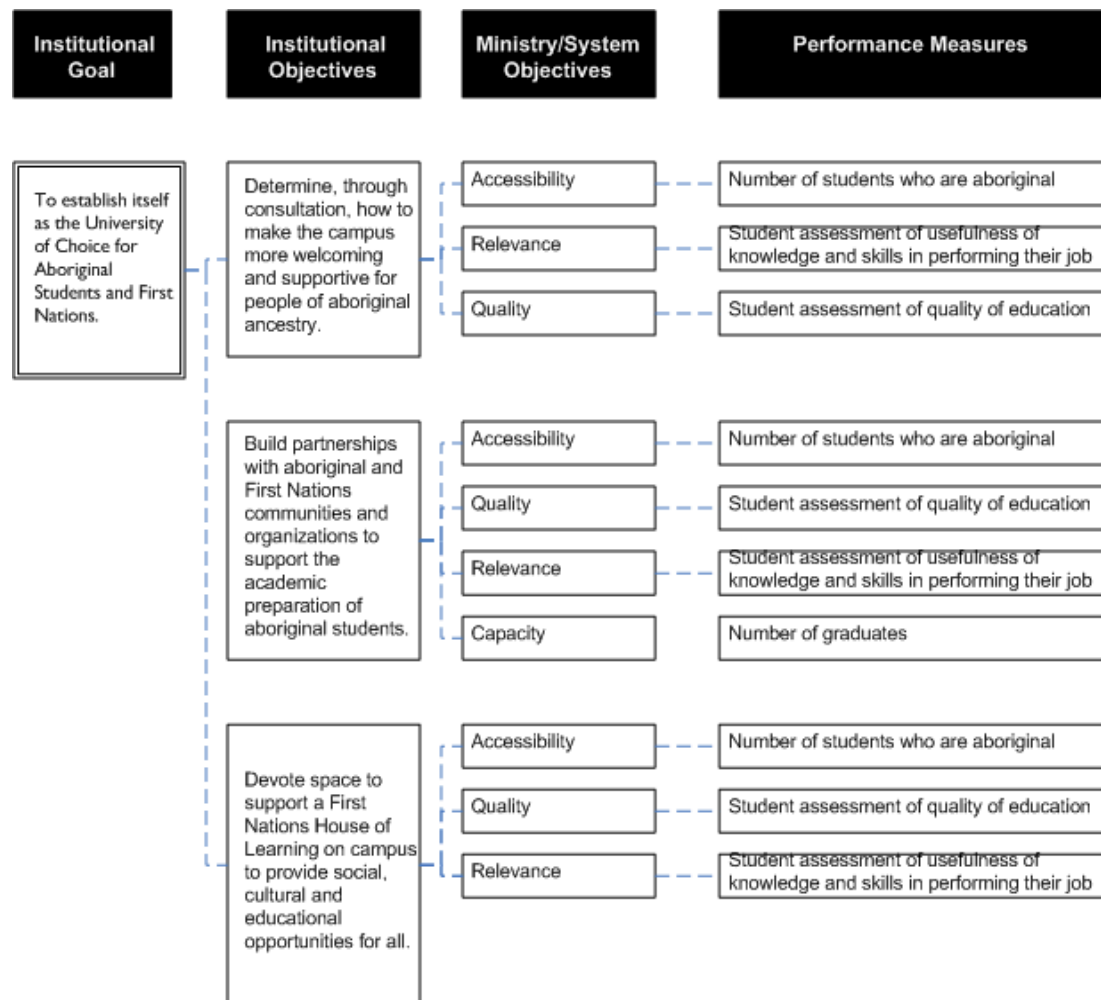 Institutional
Goal
Institutional
Objectives
Ministry/System
Objectives
Performance Measures
To establish itself
as the University
of Choice for
Aboriginal
Students and First
Nations.
Determine, through
consultation, how to
make the campus
more welcoming
and supportive for
people of aboriginal
ancestry.
Accessibility
Number of students who are aboriginal
Relevance
Student assessment of usefulness of
knowledge and skills in performing their job
Quality
Student assessment of quality of education
Build partnerships
with aboriginal and
First Nations
communities and
organizations to
support the
academic
preparation of
aboriginal students.
Accessibility
Number of students who are aboriginal
Quality
Student assessment of quality of education
Relevance
Student assessment of usefulness of
knowledge and skills in performing their job
Capacity
Number of graduates
Devote space to
support a First
Nations House of
Learning on campus
to provide social,
cultural and
educational
opportunities for all.
Accessibility
Number of students who are aboriginal
Quality
Student assessment of quality of education
Relevance
Student assessment of usefulness of
knowledge and skills in performing their job